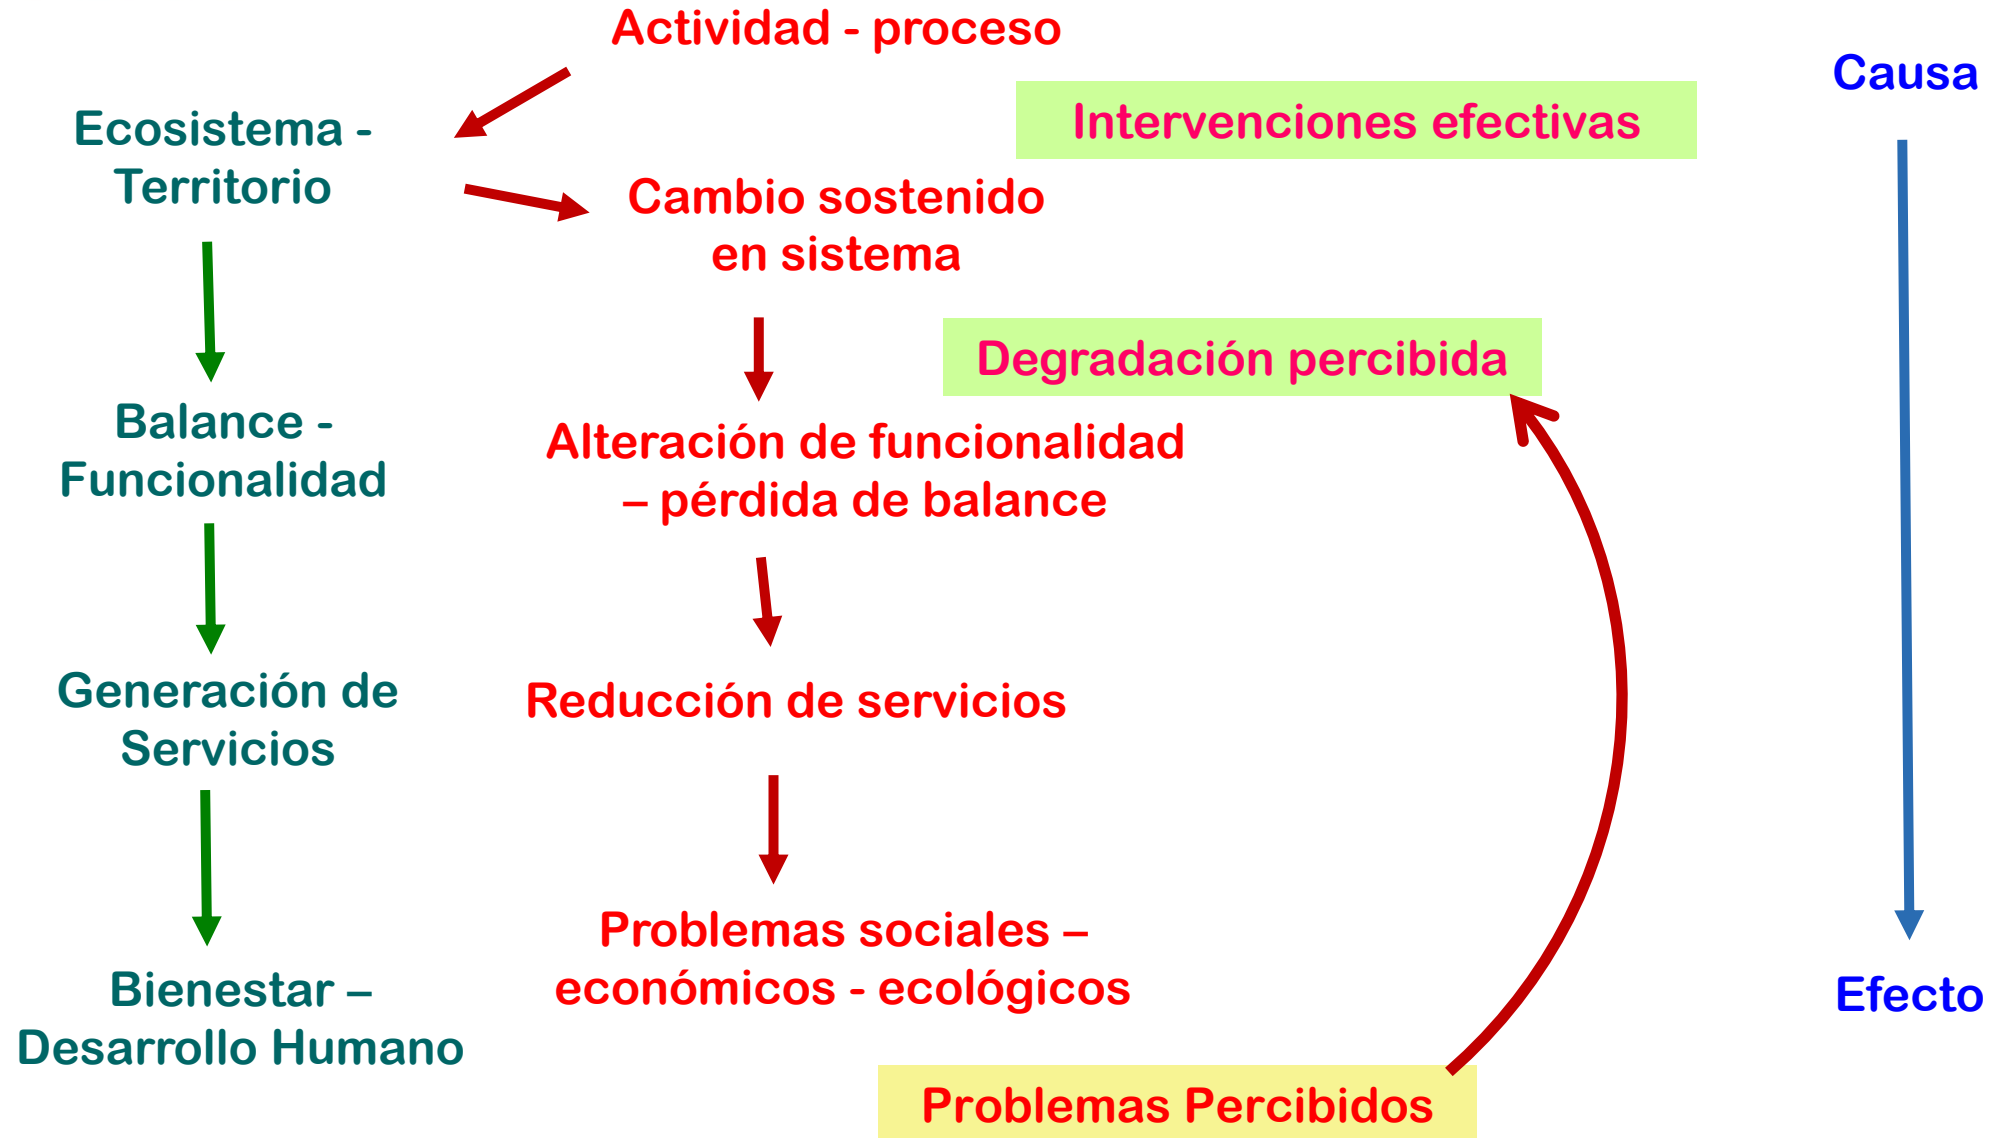 Actividad - proceso
Causa
Intervenciones efectivas
Ecosistema -
Territorio
Cambio sostenido
en sistema
Degradación percibida
Balance -
Funcionalidad
Alteración de funcionalidad
– pérdida de balance
Generación de
Servicios
Reducción de servicios
Problemas sociales –
económicos - ecológicos
Bienestar –
Desarrollo Humano
Efecto
Problemas Percibidos